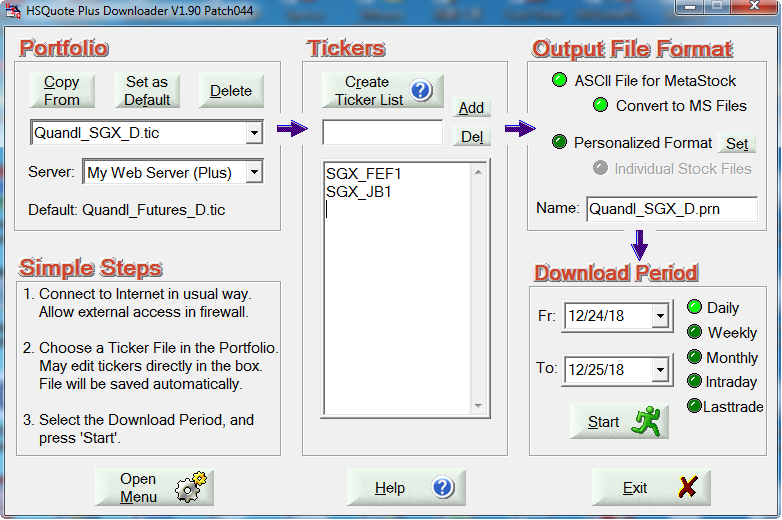 HSQuote Plus Downloader V1.90 Patch044
Portfolio
Copy
From
Set as
Default
Delete
Quandl_SGX_D.tic
Server:
My Web Server (Plus)
Default: Quandl_Futures_D.tic
Simple Steps
1. Connect to Internet in usual way.
Allow external access in firewall.
2. Choose a Ticker File in the Portfolio.
May edit tickers directly in the box.
File will be saved automatically.
3. Select the Download Period, and
press 'Start'.
Open
Menu
Tickers
Create
Ticker List
?
Add
Del
SGX_FEF1
SGX_JB1
Help
?
Output File Format
ASCII File for MetaStock
Convert to MS Files
Personalized Format
Set
Individual Stock Files
Name:
Quandl_SGX_D.prn
Download Period
Fr:
12/24/18
To:
12/25/18
Daily
Weekly
Monthly
Intraday
Lasttrade
Start
Exit